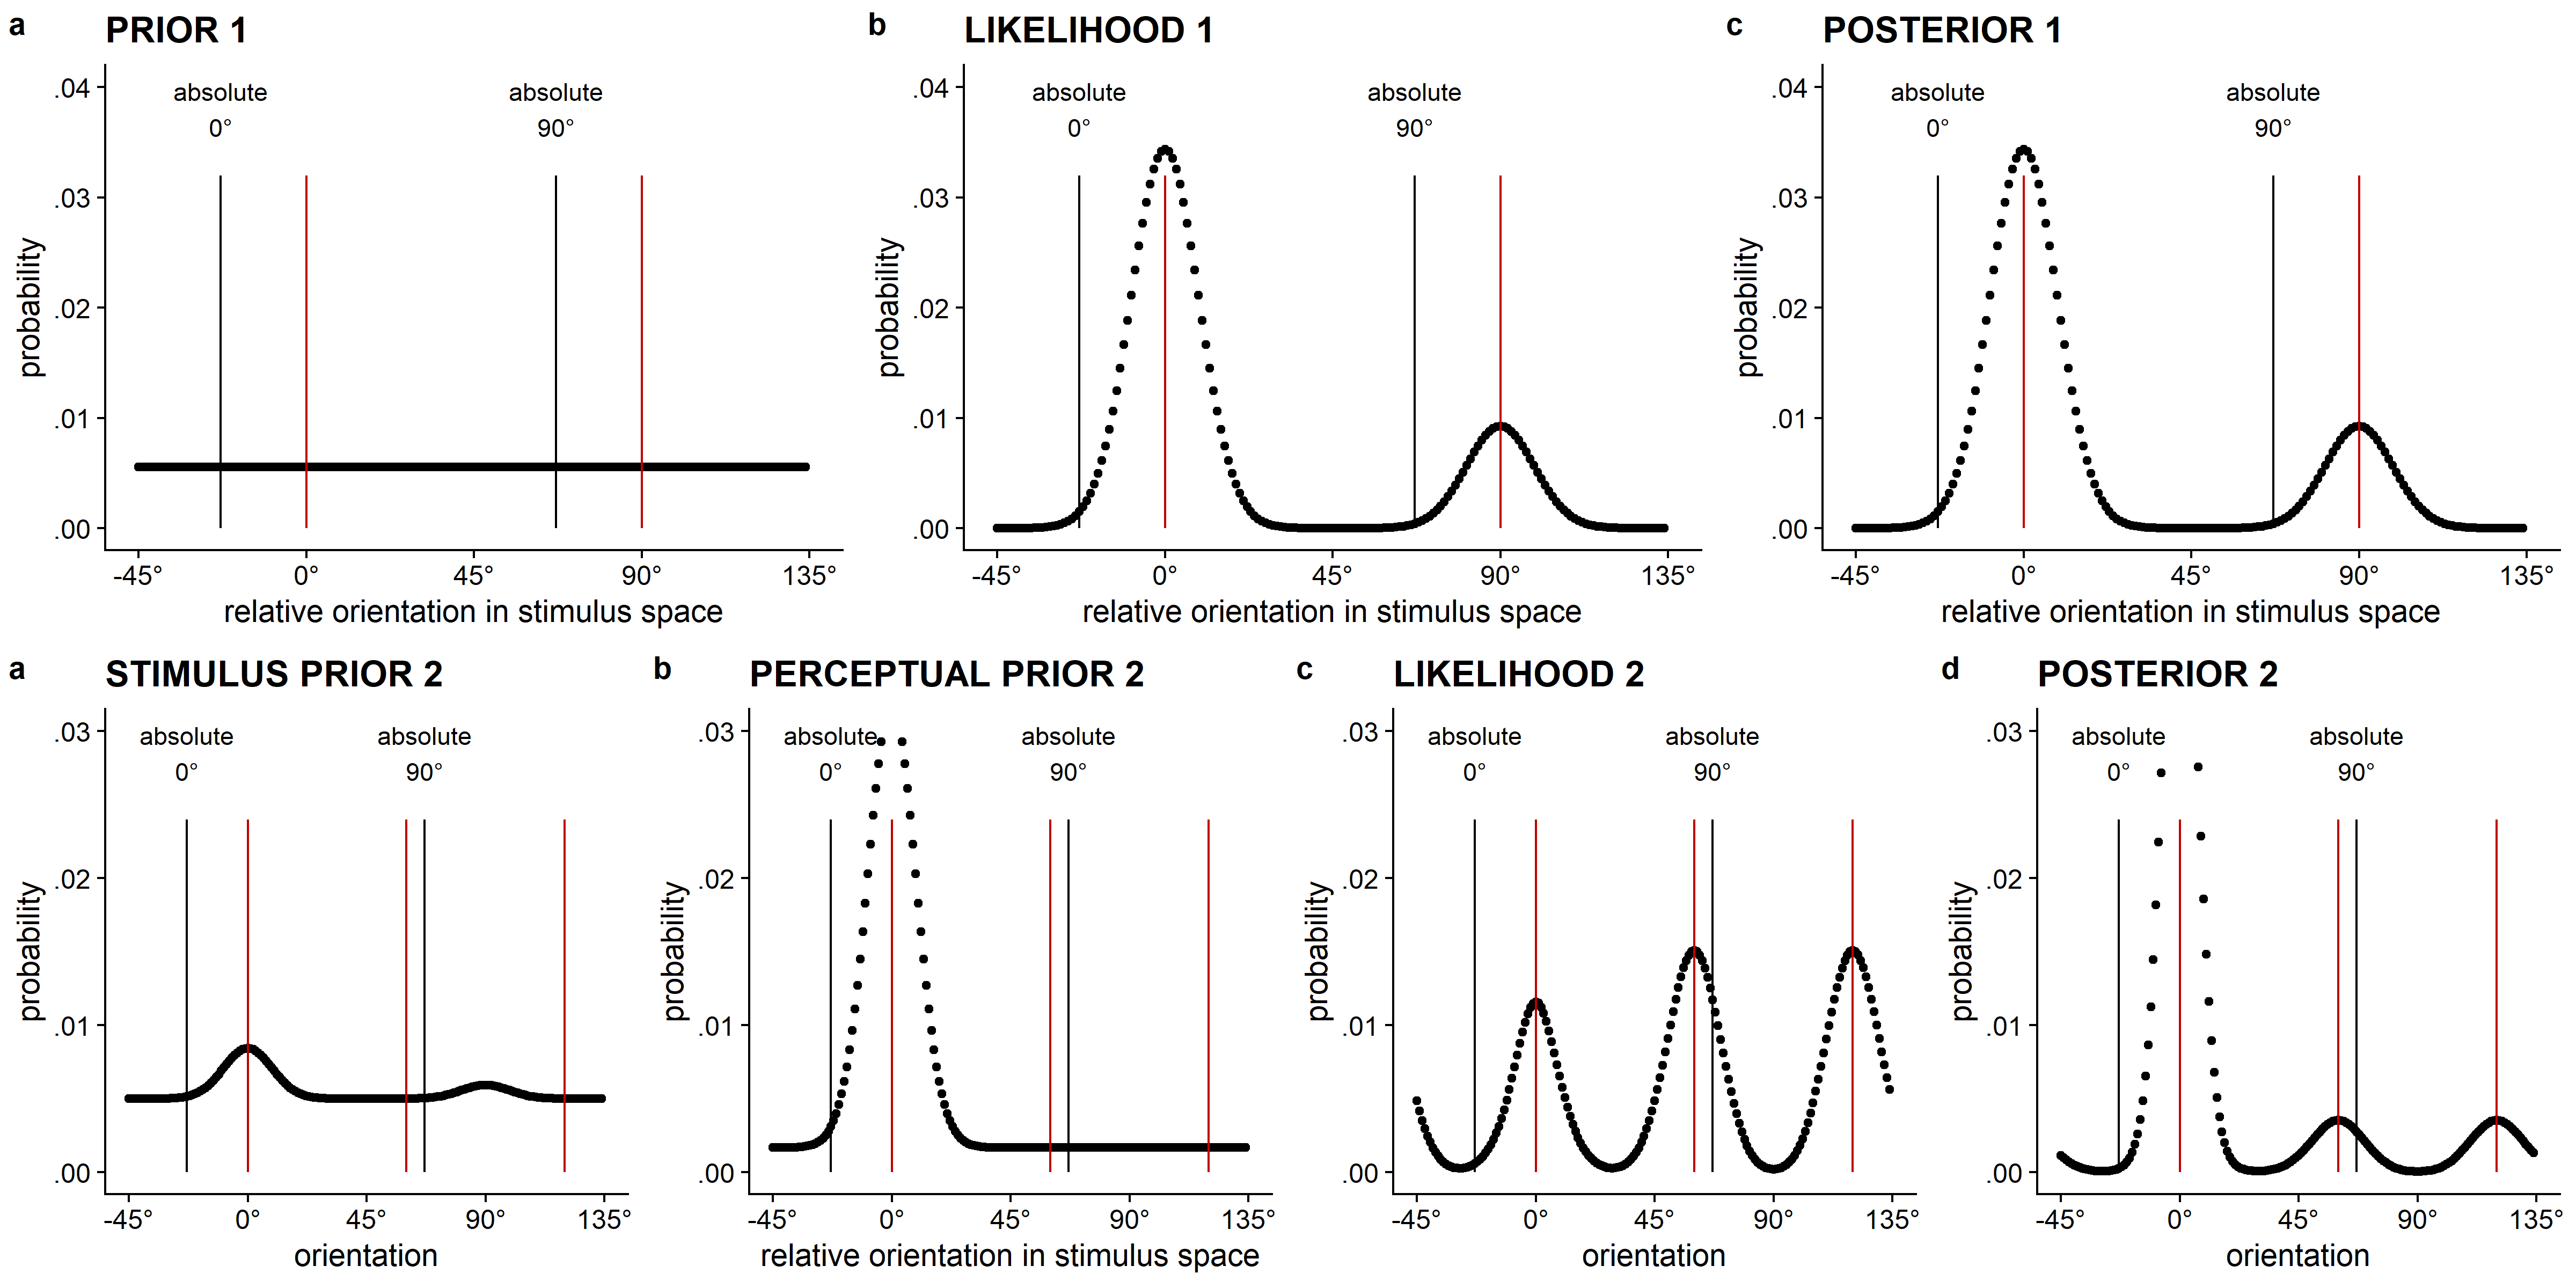 a PRIOR 1
absolute absolute
0° 90°
.04
.03
.02
.01
.00
probability
-45° 0° 45° 90° 135°
relative orientation in stimulus space
b LIKELIHOOD 1
absolute absolute
0° 90°
.04
.03
.02
.01
.00
probability
-45° 0° 45° 90° 135°
relative orientation in stimulus space
c POSTERIOR 1
absolute absolute
0° 90°
.04
.03
.02
.01
.00
probability
-45° 0° 45° 90° 135°
relative orientation in stimulus space
a STIMULUS PRIOR 2
absolute absolute
0° 90°
.03
.02
.01
.00
probability
-45° 0° 45° 90° 135°
orientation
b PERCEPTUAL PRIOR 2
absolute absolute
0° 90°
.03
.02
.01
.00
probability
-45° 0° 45° 90° 135°
relative orientation in stimulus space
c LIKELIHOOD 2
absolute absolute
0° 90°
.03
.02
.01
.00
probability
-45° 0° 45° 90° 135°
orientation
d POSTERIOR 2
absolute absolute
0° 90°
.03
.02
.01
.00
probability
-45° 0° 45° 90° 135°
orientation